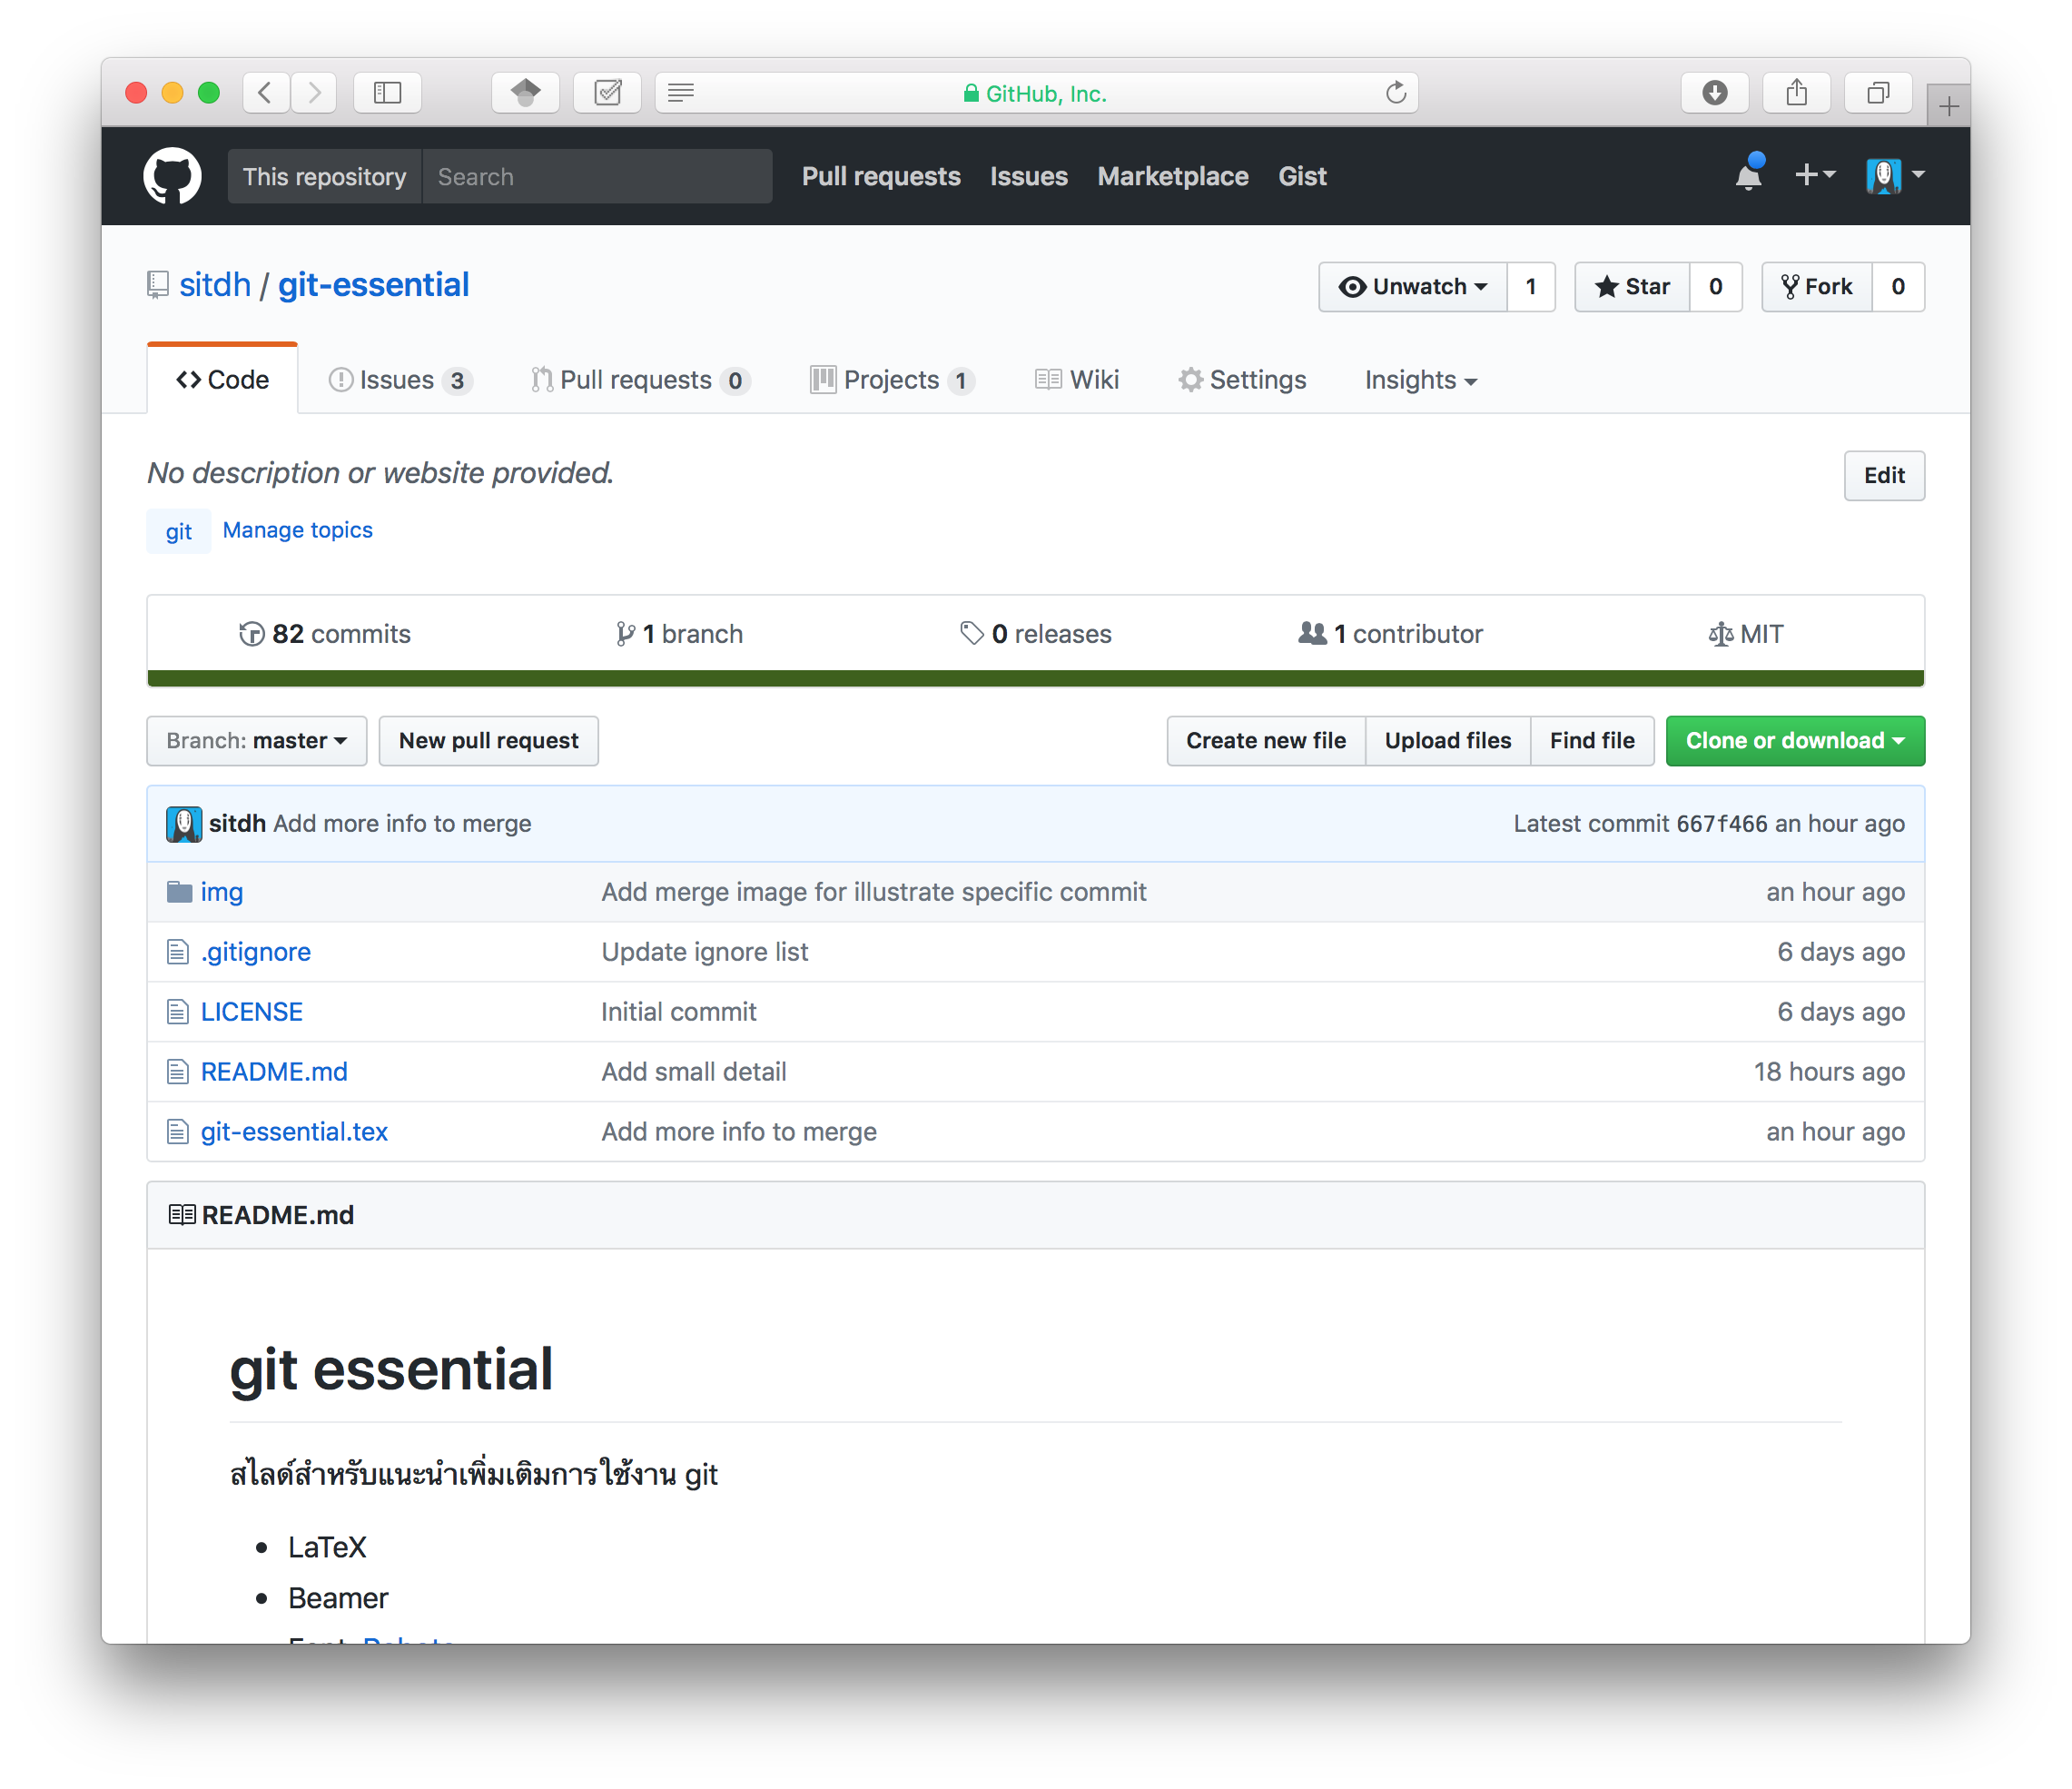 GitHub, Inc.
This repository Search Pull requests Issues Marketplace Gist
sitdh / git-essential Unwatch 1 Star 0 Fork 0
Code Issues 3 Pull requests 0 Projects 1 Wiki Settings Insights
No description or website provided. Edit
git Manage topics
82 commits 1 branch 0 releases 1 contributor MIT
Branch: master New pull request Create new file Upload files Find file Clone or download
sitdh Add more info to merge Latest commit 667f466 an hour ago
img Add merge image for illustrate specific commit an hour ago
.gitignore Update ignore list 6 days ago
LICENSE Initial commit 6 days ago
README.md Add small detail 18 hours ago
git-essential.tex Add more info to merge an hour ago
README.md
git essential
สไลด์สำหรับแนะนำเพิ่มเติมการใช้งาน git
LaTeX
Beamer